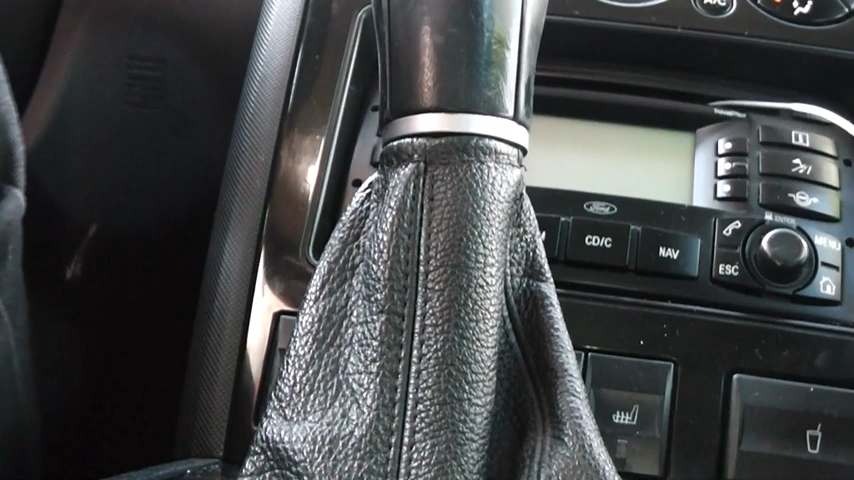 A/C
Ford
CD/C
NAV
ENTER
MENU
ESC